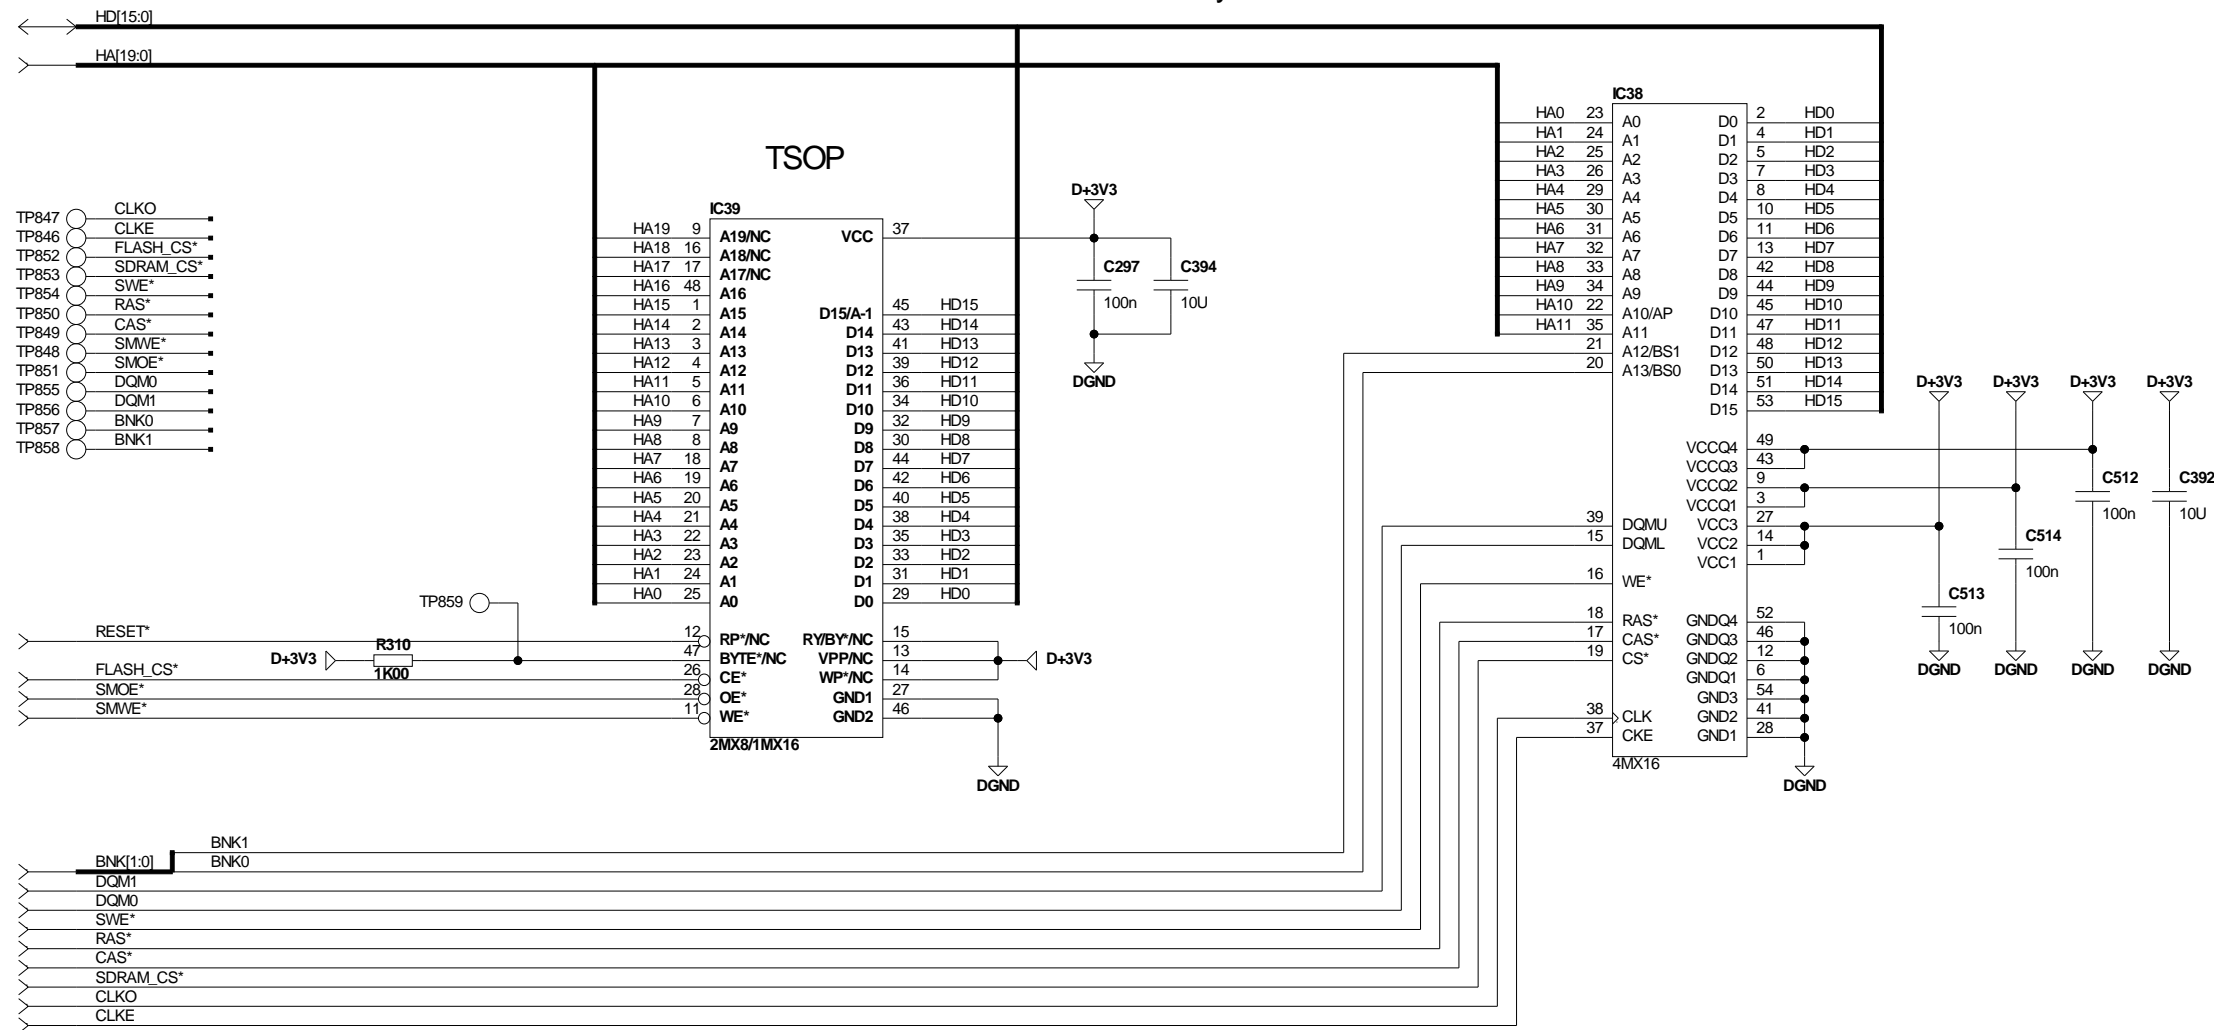 HD[15:0]
HA[19:0]
TSOP
TP847 CLKO
TP846 CLKE
TP852 FLASH_CS*
TP853 SDRAM_CS*
TP854 SWE*
TP850 RAS*
TP849 CAS*
TP848 SMWE*
TP851 SMOE*
TP855 DQM0
TP856 DQM1
TP857 BNK0
TP858 BNK1
IC39
HA19 9 A19/NC VCC 37
HA18 16 A18/NC
HA17 17 A17/NC
HA16 48 A16
HA15 1 A15 D15/A-1 45 HD15
HA14 2 A14 D14 43 HD14
HA13 3 A13 D13 41 HD13
HA12 4 A12 D12 39 HD12
HA11 5 A11 D11 36 HD11
HA10 6 A10 D10 34 HD10
HA9 7 A9 D9 32 HD9
HA8 8 A8 D8 30 HD8
HA7 18 A7 D7 44 HD7
HA6 19 A6 D6 42 HD6
HA5 20 A5 D5 40 HD5
HA4 21 A4 D4 38 HD4
HA3 22 A3 D3 35 HD3
HA2 23 A2 D2 33 HD2
HA1 24 A1 D1 31 HD1
HA0 25 A0 D0 29 HD0
TP859
RESET* 12 RP*/NC RY/BY*/NC 15
D+3V3 R310 1K00 47 BYTE*/NC VPP/NC 13 D+3V3
FLASH_CS* 26 CE* WP*/NC 14
SMOE* 28 OE* GND1 27
SMWE* 11 WE* GND2 46
2MX8/1MX16
DGND
D+3V3
C297 C394
100n 10U
DGND
IC38
HA0 23 A0 D0 2 HD0
HA1 24 A1 D1 4 HD1
HA2 25 A2 D2 5 HD2
HA3 26 A3 D3 7 HD3
HA4 29 A4 D4 8 HD4
HA5 30 A5 D5 10 HD5
HA6 31 A6 D6 11 HD6
HA7 32 A7 D7 13 HD7
HA8 33 A8 D8 42 HD8
HA9 34 A9 D9 44 HD9
HA10 22 A10/AP D10 45 HD10
HA11 35 A11 D11 47 HD11
21 A12/BS1 D12 48 HD12
20 A13/BS0 D13 50 HD13
D14 51 HD14
D15 53 HD15
VCCQ4 49
VCCQ3 43
VCCQ2 9
VCCQ1 3
39 DQMU VCC3 27
15 DQML VCC2 14
VCC1 1
16 WE*
18 RAS* GNDQ4 52
17 CAS* GNDQ3 46
19 CS* GNDQ2 12
GNDQ1 6
GND3 54
38 CLK GND2 41
37 CKE GND1 28
4MX16
DGND
D+3V3 D+3V3 D+3V3 D+3V3
C512 C392
100n 10U
C514
100n
C513
100n
DGND DGND DGND DGND
BNK1
BNK[1:0] BNK0
DQM1
DQM0
SWE*
RAS*
CAS*
SDRAM_CS*
CLKO
CLKE